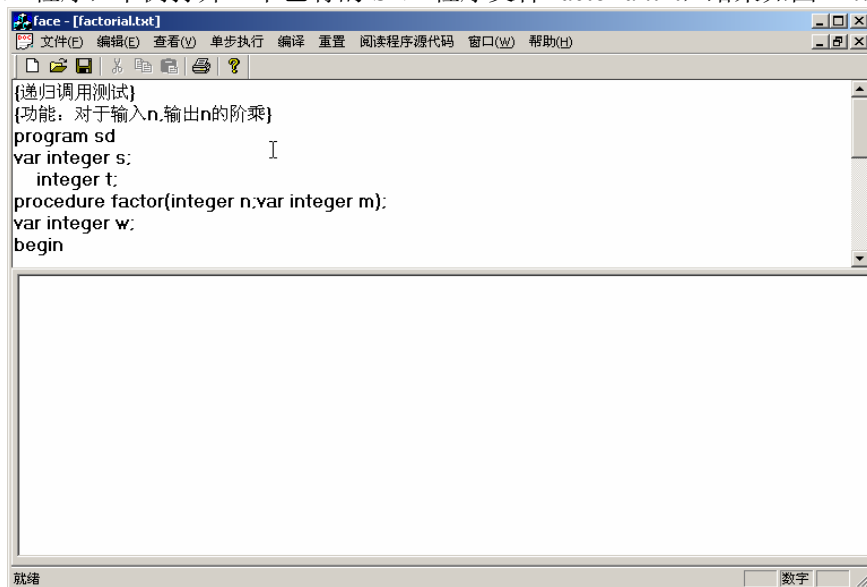 face - [factorial.txt]
文件(F) 编辑(E) 查看(V) 单步执行 编译 重置 阅读程序源代码 窗口(W) 帮助(H)
{递归调用测试}
{功能：对于输入n,输出n的阶乘}
program sd
var integer s;
integer t;
procedure factor(integer n;var integer m);
var integer w;
begin
就绪 数字